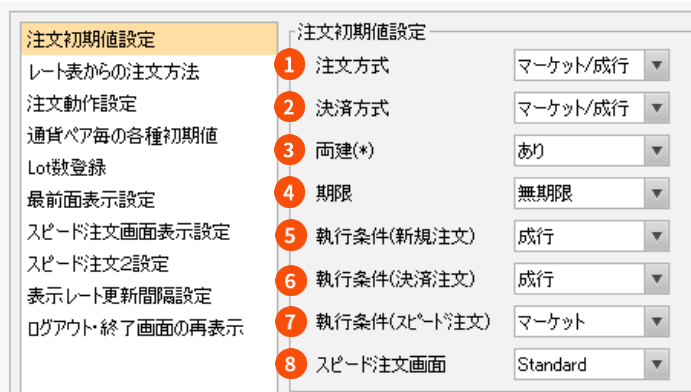 注文初期値設定
レート表からの注文方法
注文動作設定
通貨ペア毎の各種初期値
Lot数登録
最前面表示設定
スピード注文画面表示設定
スピード注文2設定
表示レート更新間隔設定
ログアウト・終了画面の再表示
注文初期値設定
1 注文方式 マーケット/成行
2 決済方式 マーケット/成行
3 両建(*) あり
4 期限 無期限
5 執行条件(新規注文) 成行
6 執行条件(決済注文) 成行
7 執行条件(スピード注文) マーケット
8 スピード注文画面 Standard